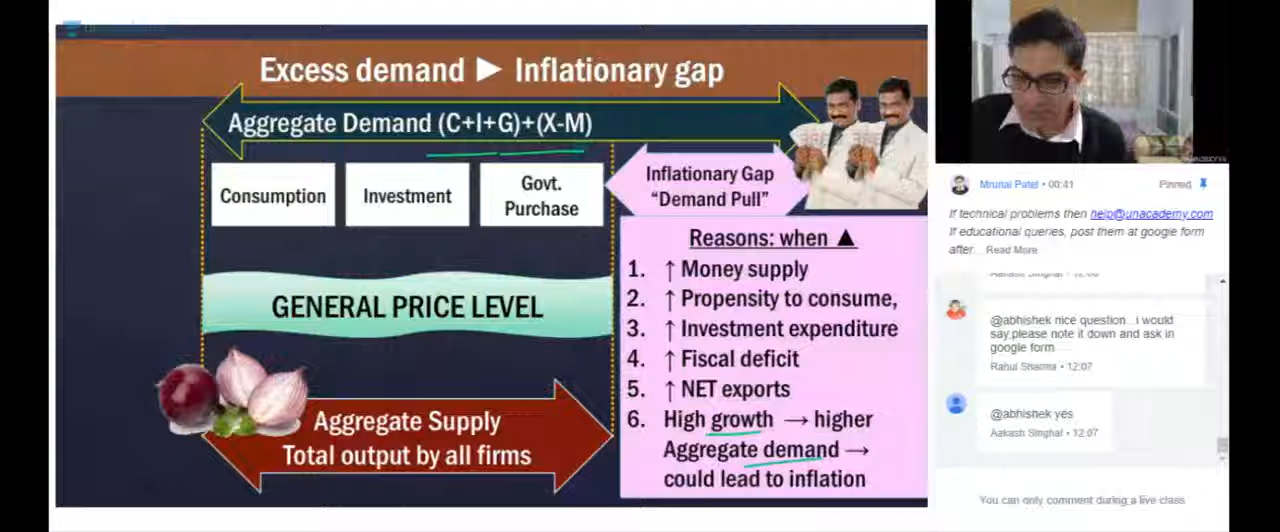 Excess demand ► Inflationary gap
Aggregate Demand (C+I+G)+(X-M)
Consumption
Investment
Govt.
Purchase
Inflationary Gap
“Demand Pull”
GENERAL PRICE LEVEL
Aggregate Supply
Total output by all firms
Reasons: when ▲
1. ↑ Money supply
2. ↑ Propensity to consume,
3. ↑ Investment expenditure
4. ↑ Fiscal deficit
5. ↑ NET exports
6. High growth → higher
Aggregate demand →
could lead to inflation
Mrunal Patel • 00:41 Pinned
If technical problems then help@unacademy.com
If educational queries, post them at google form
after... Read More
@abhishek nice question...i would
say,please note it down and ask in
google form
Rahul Sharma • 12:07
@abhishek yes
Aakash Singhal • 12:07
You can only comment during a live class